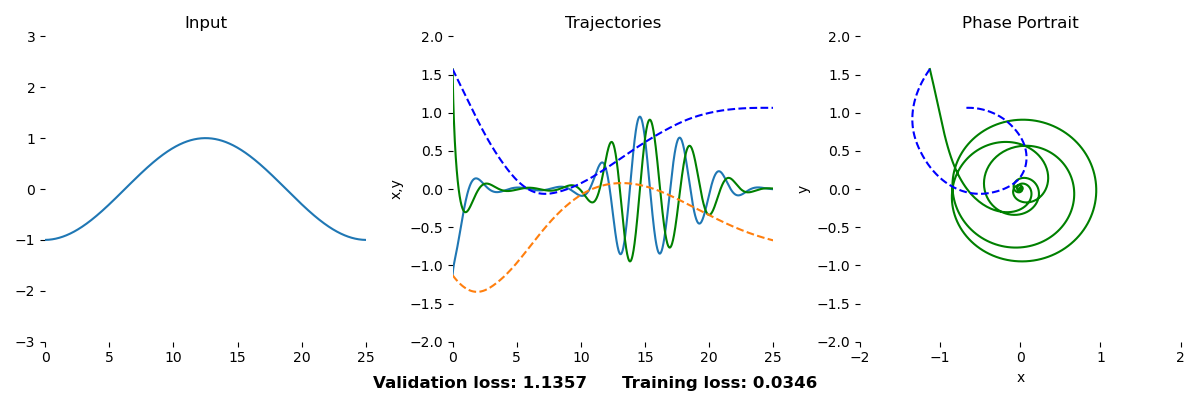 Input
3
2
1
0
−1
−2
−3
0 5 10 15 20 25
Trajectories
x,y
2.0
1.5
1.0
0.5
0.0
−0.5
−1.0
−1.5
−2.0
0 5 10 15 20 25
Phase Portrait
y
2.0
1.5
1.0
0.5
0.0
−0.5
−1.0
−1.5
−2.0
−2 −1 0 1 2
x
Validation loss: 1.1357 Training loss: 0.0346